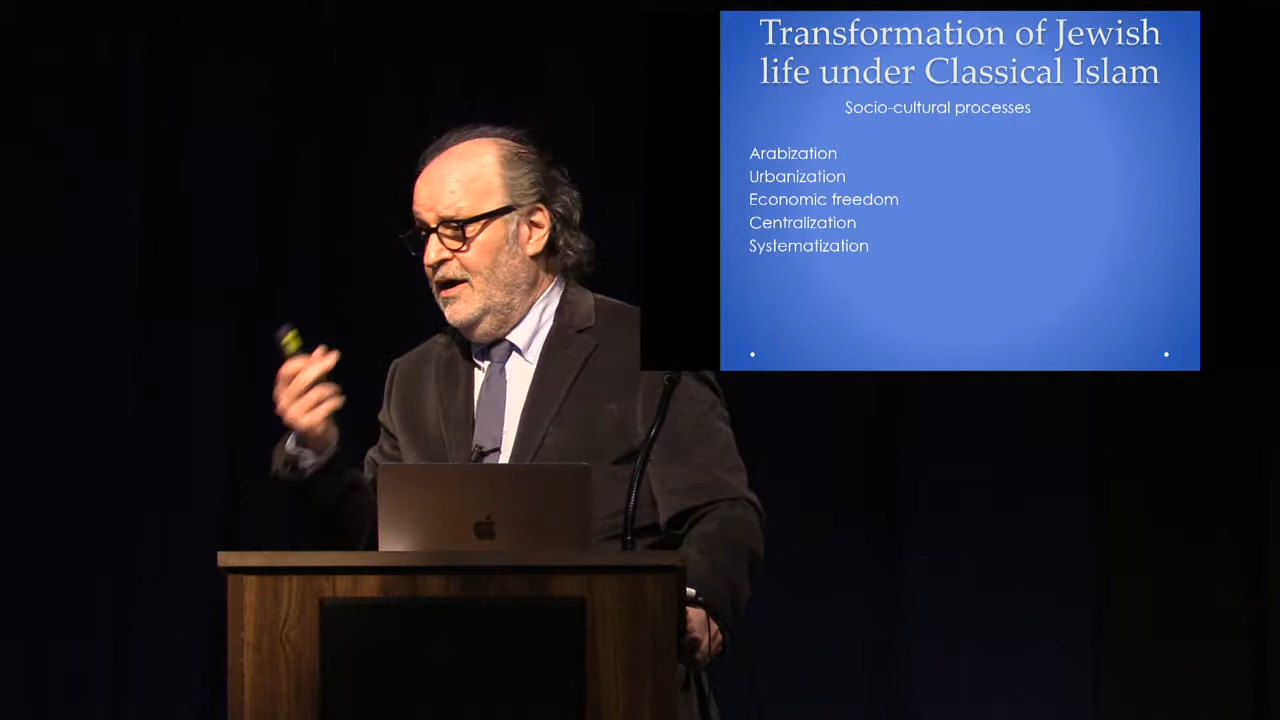 Transformation of Jewish
life under Classical Islam
Socio-cultural processes
Arabization
Urbanization
Economic freedom
Centralization
Systematization